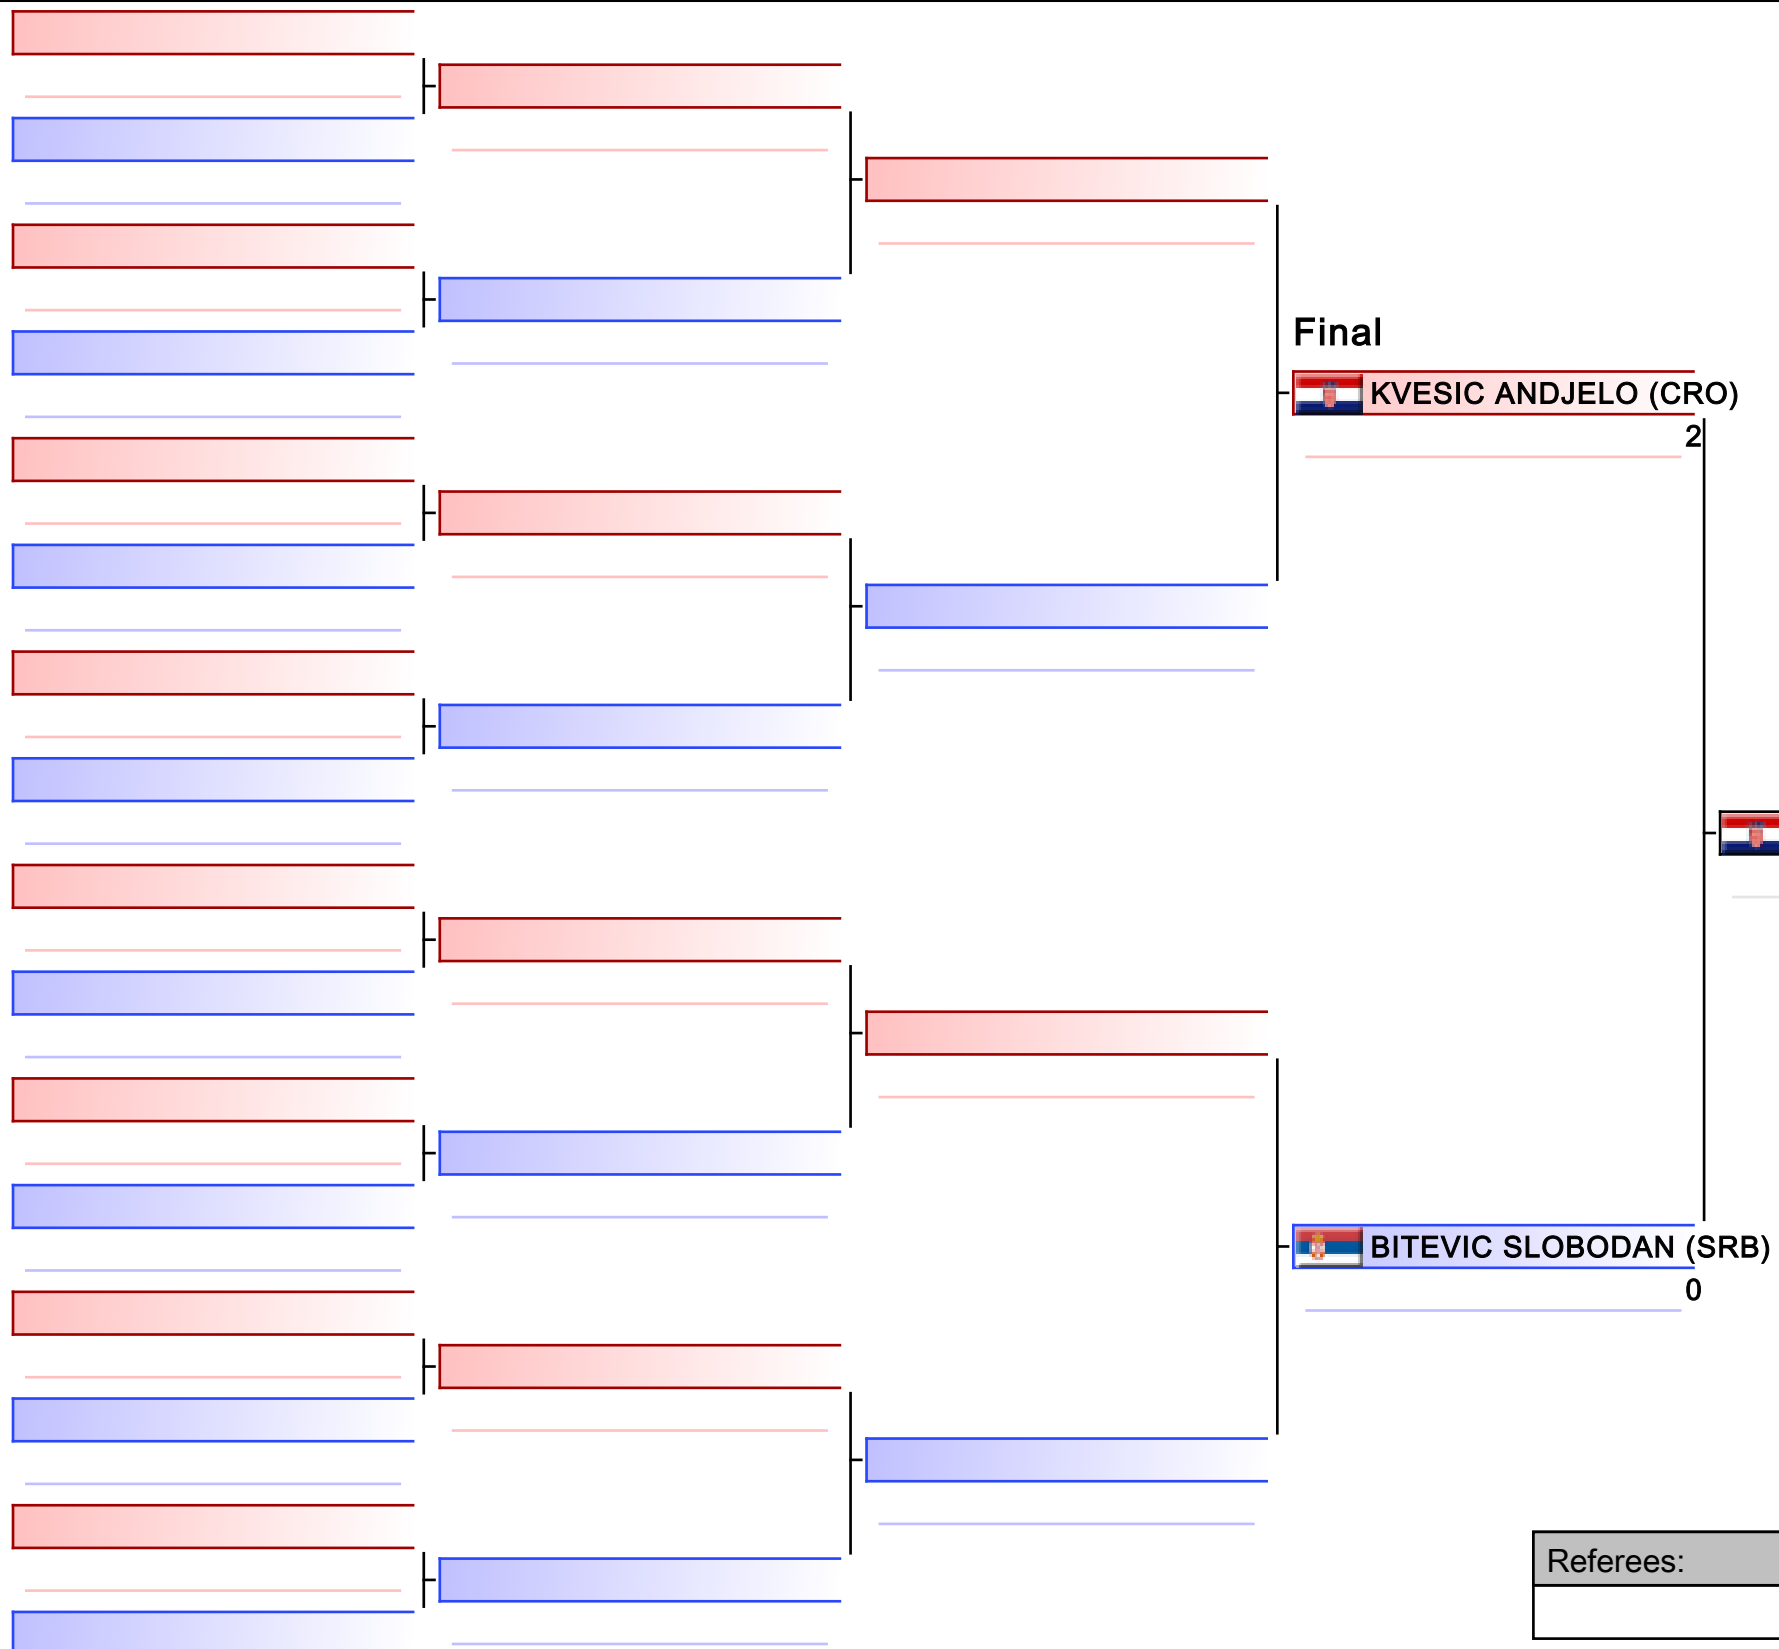 Final
KVESIC ANDJELO (CRO)
2
BITEVIC SLOBODAN (SRB)
0
Referees: